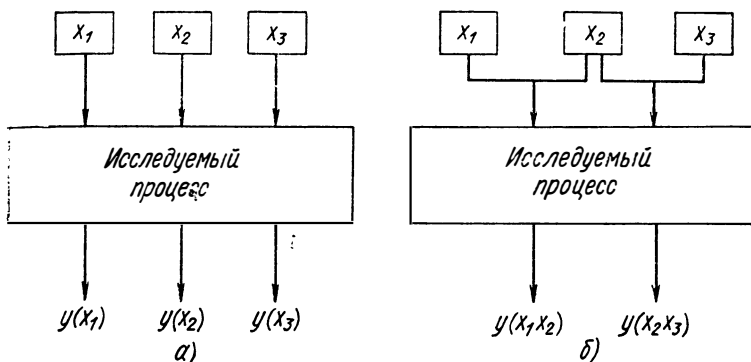 X₁ X₂ X₃ X₁ X₂ X₃
Исследуемый
процесс
Исследуемый
процесс
y(X₁) y(X₂) y(X₃) y(X₁X₂) y(X₂X₃)
а) б)